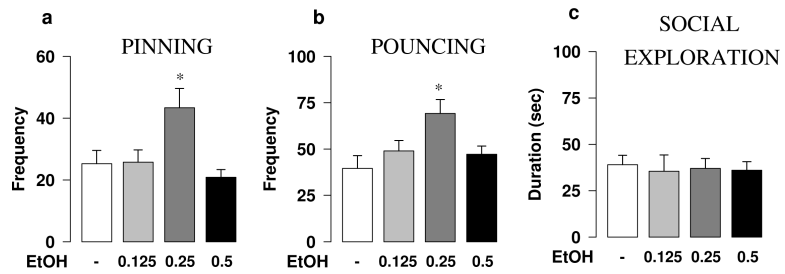 a
PINNING
Frequency
60
40
20
0
*
EtOH - 0.125 0.25 0.5
b
POUNCING
Frequency
100
75
50
25
0
*
EtOH - 0.125 0.25 0.5
c
SOCIAL
EXPLORATION
Duration (sec)
100
75
50
25
0
EtOH - 0.125 0.25 0.5